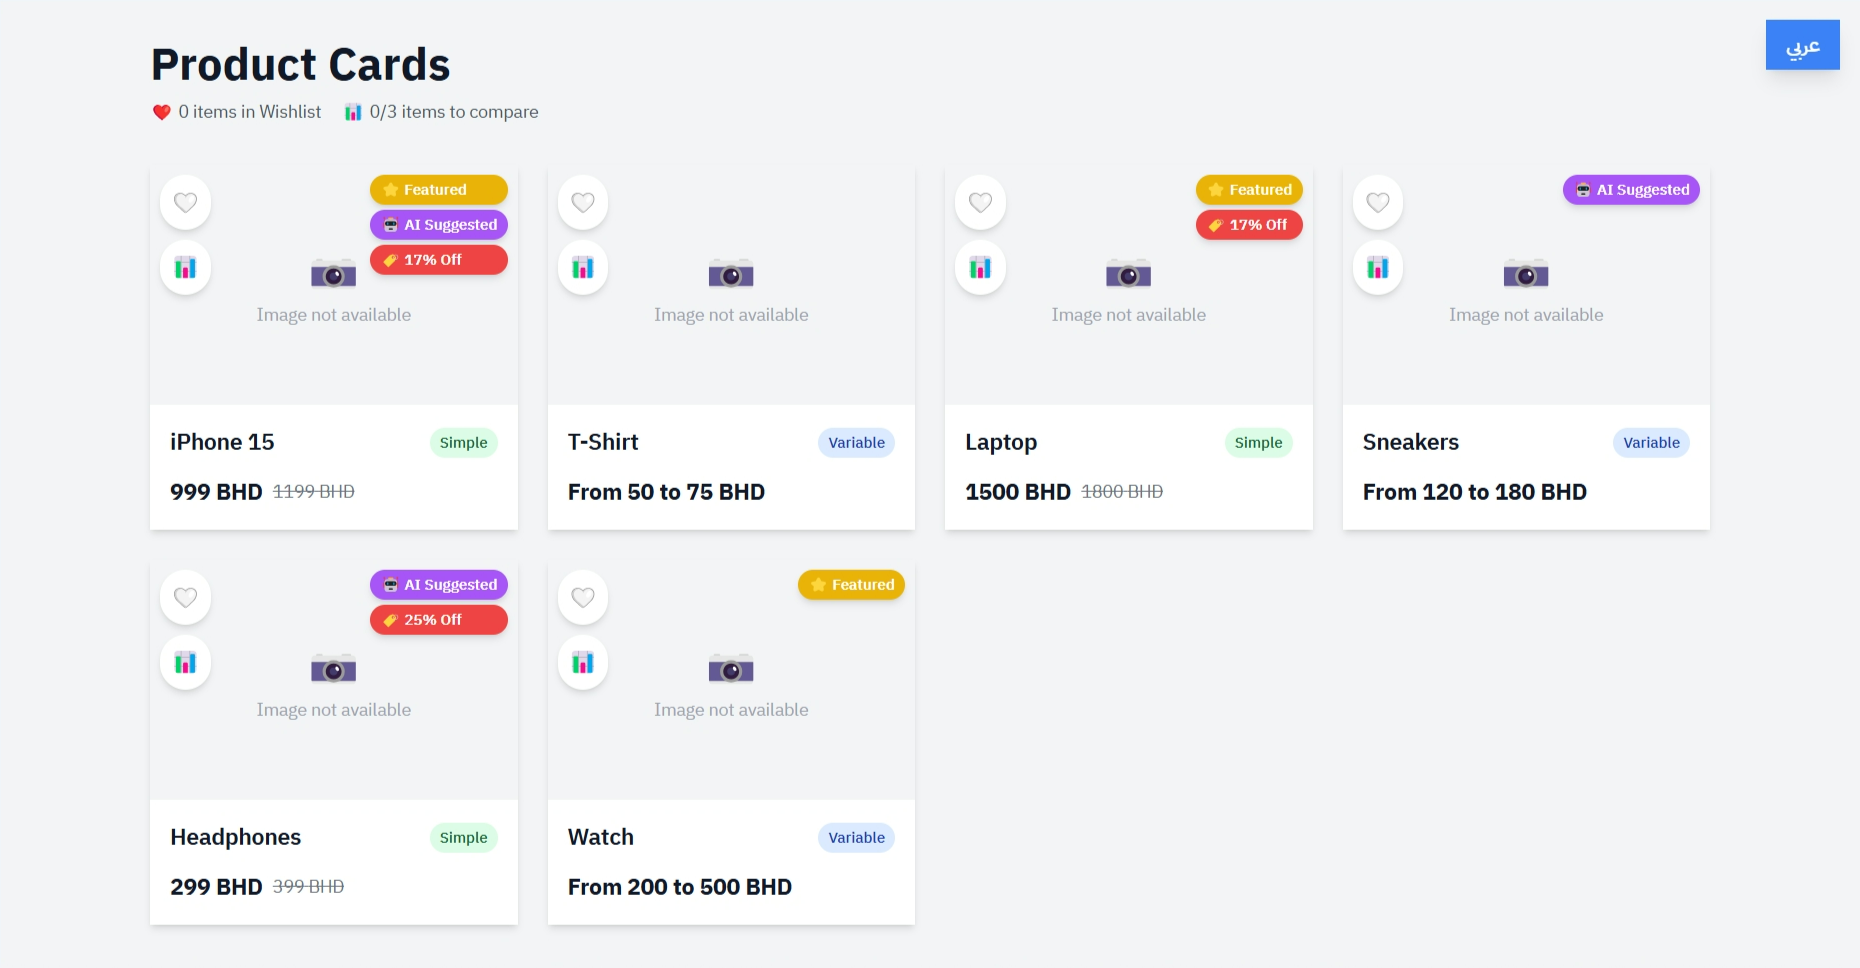 Product Cards
عربي
0 items in Wishlist
0/3 items to compare
Featured
AI Suggested
17% Off
Image not available
iPhone 15
Simple
999 BHD 1199 BHD
Image not available
T-Shirt
Variable
From 50 to 75 BHD
Featured
17% Off
Image not available
Laptop
Simple
1500 BHD 1800 BHD
AI Suggested
Image not available
Sneakers
Variable
From 120 to 180 BHD
AI Suggested
25% Off
Image not available
Headphones
Simple
299 BHD 399 BHD
Featured
Image not available
Watch
Variable
From 200 to 500 BHD